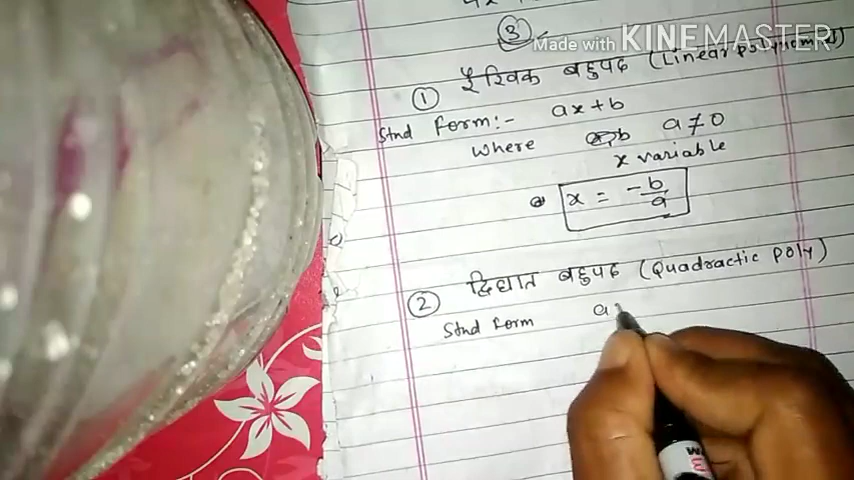 3
Made with KINEMASTER
① रैखिक बहुपद (Linear polynomial)
Stnd Form:- ax+b
where a≠0
x variable
x = -b/a
② द्विघात बहुपद (Quadractic poly)
Stnd Form a